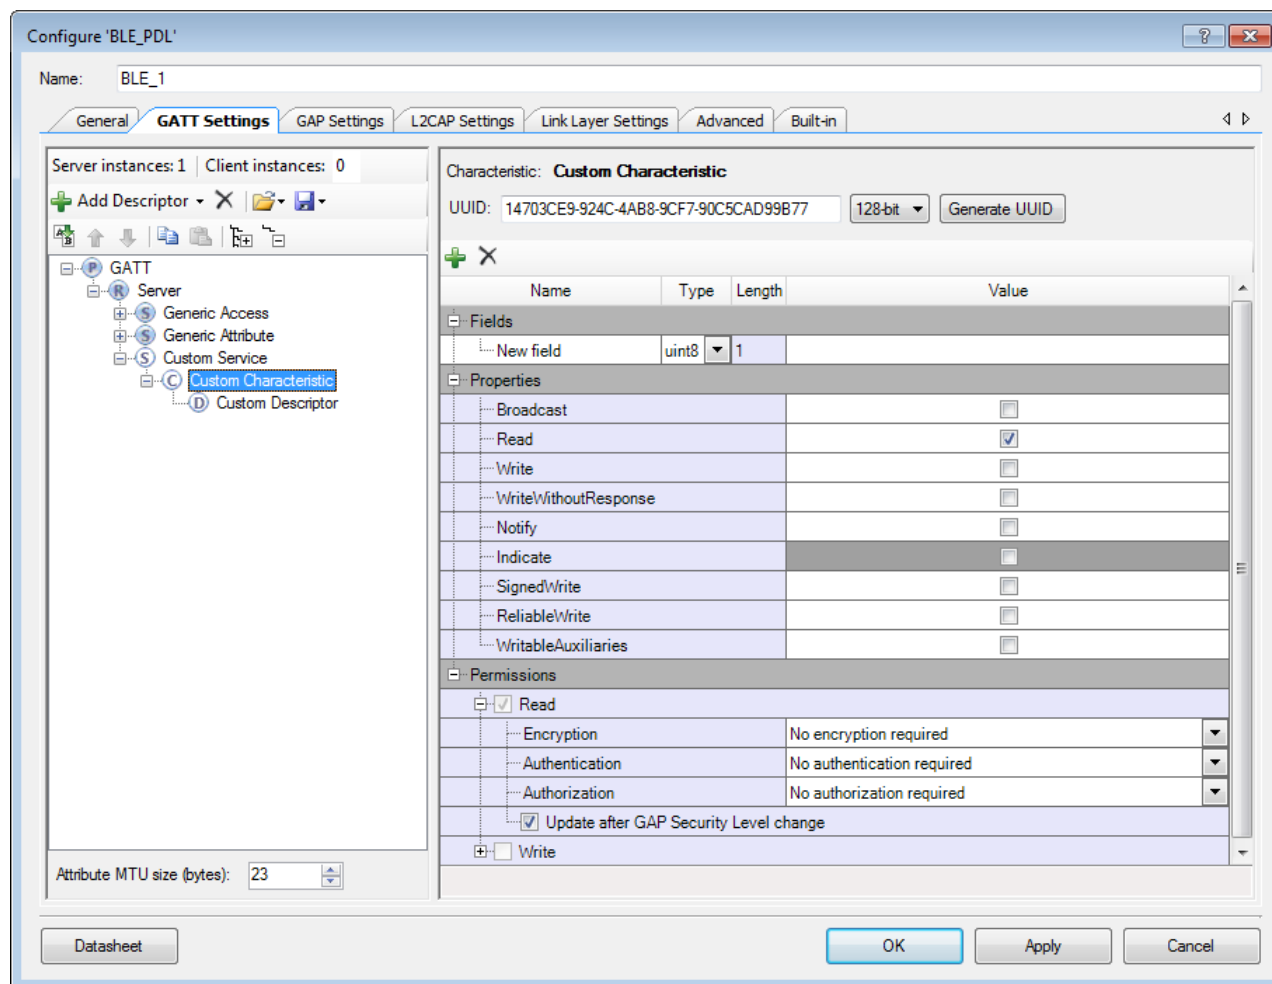 Configure 'BLE_PDL'
Name: BLE_1
General GATT Settings GAP Settings L2CAP Settings Link Layer Settings Advanced Built-in
Server instances: 1 Client instances: 0
Add Descriptor
GATT
Server
Generic Access
Generic Attribute
Custom Service
Custom Characteristic
Custom Descriptor
Attribute MTU size (bytes): 23
Characteristic: Custom Characteristic
UUID: 14703CE9-924C-4AB8-9CF7-90C5CAD99B77 128-bit Generate UUID
Name Type Length Value
Fields
New field uint8 1
Properties
Broadcast
Read
Write
WriteWithoutResponse
Notify
Indicate
SignedWrite
ReliableWrite
WritableAuxiliaries
Permissions
Read
Encryption No encryption required
Authentication No authentication required
Authorization No authorization required
Update after GAP Security Level change
Write
Datasheet OK Apply Cancel